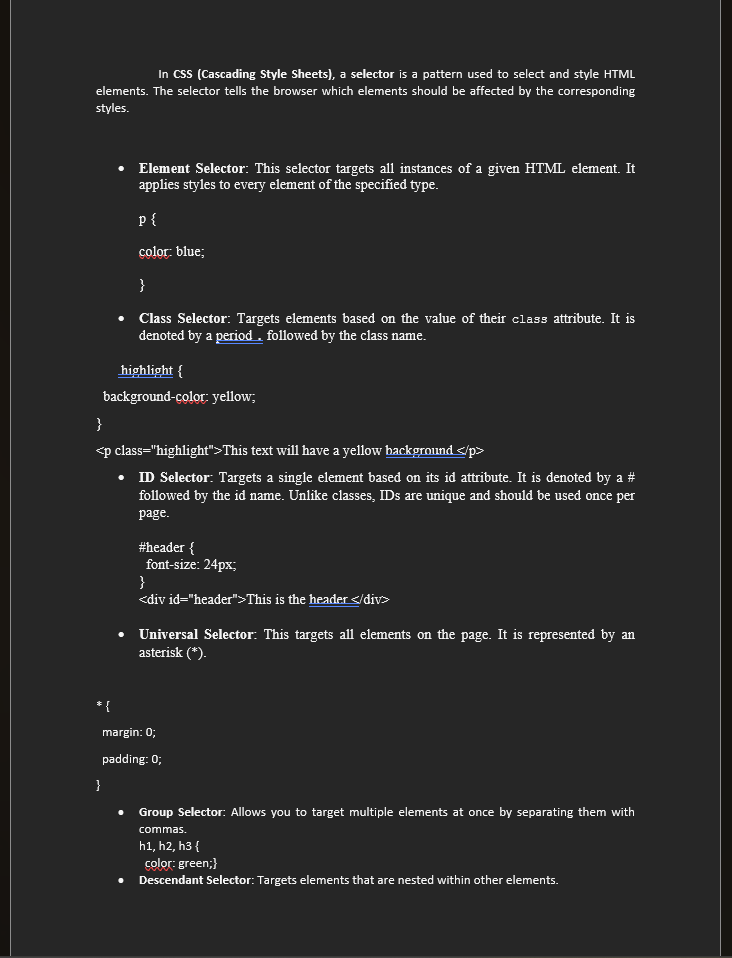 In CSS (Cascading Style Sheets), a selector is a pattern used to select and style HTML
elements. The selector tells the browser which elements should be affected by the corresponding
styles.
• Element Selector: This selector targets all instances of a given HTML element. It
applies styles to every element of the specified type.
p {
color: blue;
}
• Class Selector: Targets elements based on the value of their class attribute. It is
denoted by a period . followed by the class name.
.highlight {
background-color: yellow;
}
<p class="highlight">This text will have a yellow background.</p>
• ID Selector: Targets a single element based on its id attribute. It is denoted by a #
followed by the id name. Unlike classes, IDs are unique and should be used once per
page.
#header {
font-size: 24px;
}
<div id="header">This is the header.</div>
• Universal Selector: This targets all elements on the page. It is represented by an
asterisk (*).
* {
margin: 0;
padding: 0;
}
• Group Selector: Allows you to target multiple elements at once by separating them with
commas.
h1, h2, h3 {
color: green;}
• Descendant Selector: Targets elements that are nested within other elements.